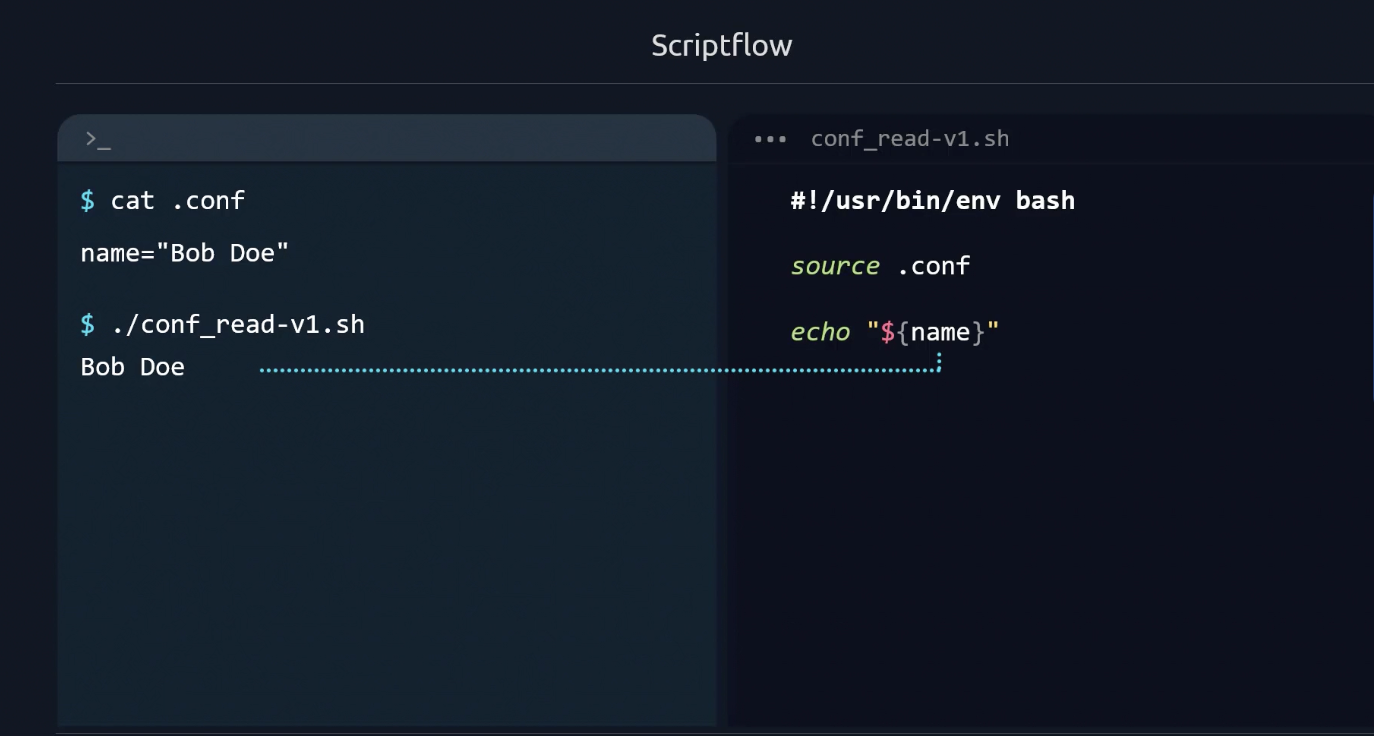 Scriptflow
>_
$ cat .conf
name="Bob Doe"
$ ./conf_read-v1.sh
Bob Doe
••• conf_read-v1.sh
#!/usr/bin/env bash
source .conf
echo "${name}"